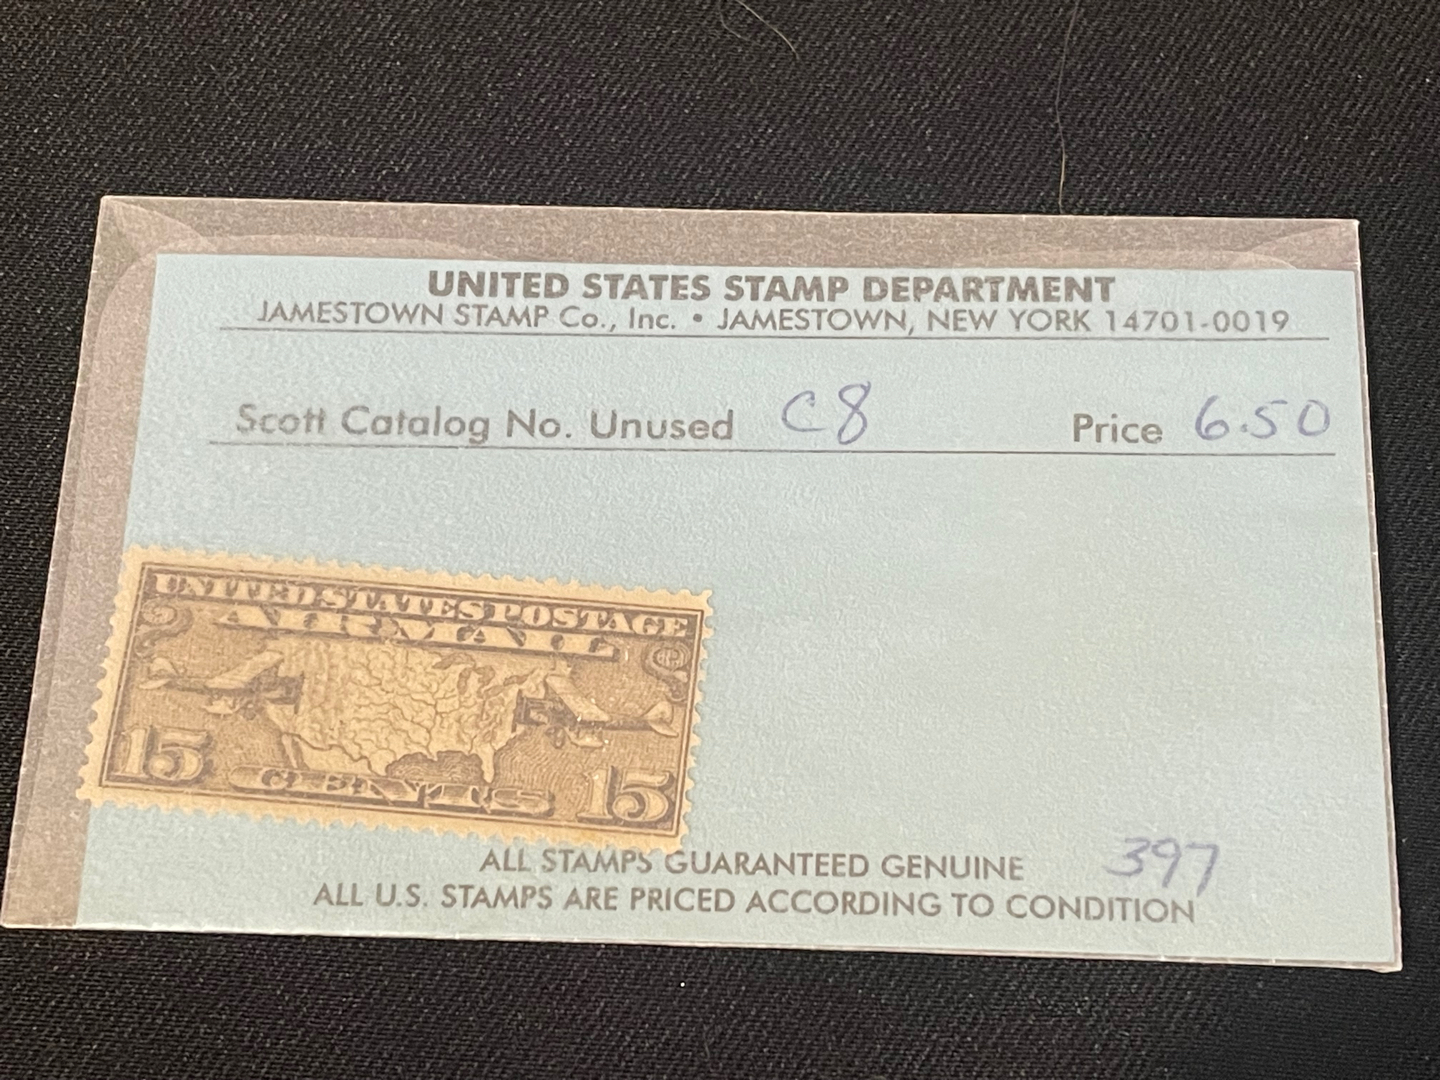 UNITED STATES STAMP DEPARTMENT
JAMESTOWN STAMP Co., Inc. • JAMESTOWN, NEW YORK 14701-0019
Scott Catalog No. Unused C8 Price 6.50
UNITED STATES POSTAGE
AIR MAIL
15 CENTS 15
ALL STAMPS GUARANTEED GENUINE 397
ALL U.S. STAMPS ARE PRICED ACCORDING TO CONDITION